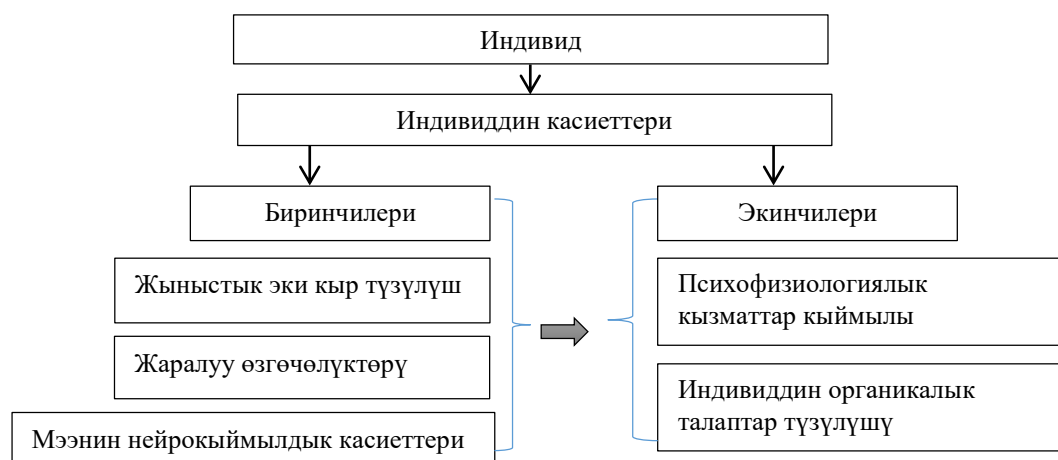 Индивид
Индивиддин касиеттери
Биринчилери
Экинчилери
Жыныстык эки кыр түзүлүш
Жаралуу өзгөчөлүктөрү
Мээнин нейрокыймылдык касиеттери
Психофизиологиялык
кызматтар кыймылы
Индивиддин органикалык
талаптар түзүлүшү